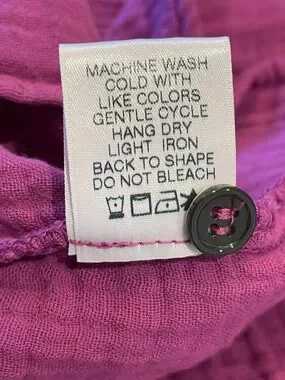 MACHINE WASH
COLD WITH
LIKE COLORS
GENTLE CYCLE
HANG DRY
LIGHT IRON
BACK TO SHAPE
DO NOT BLEACH